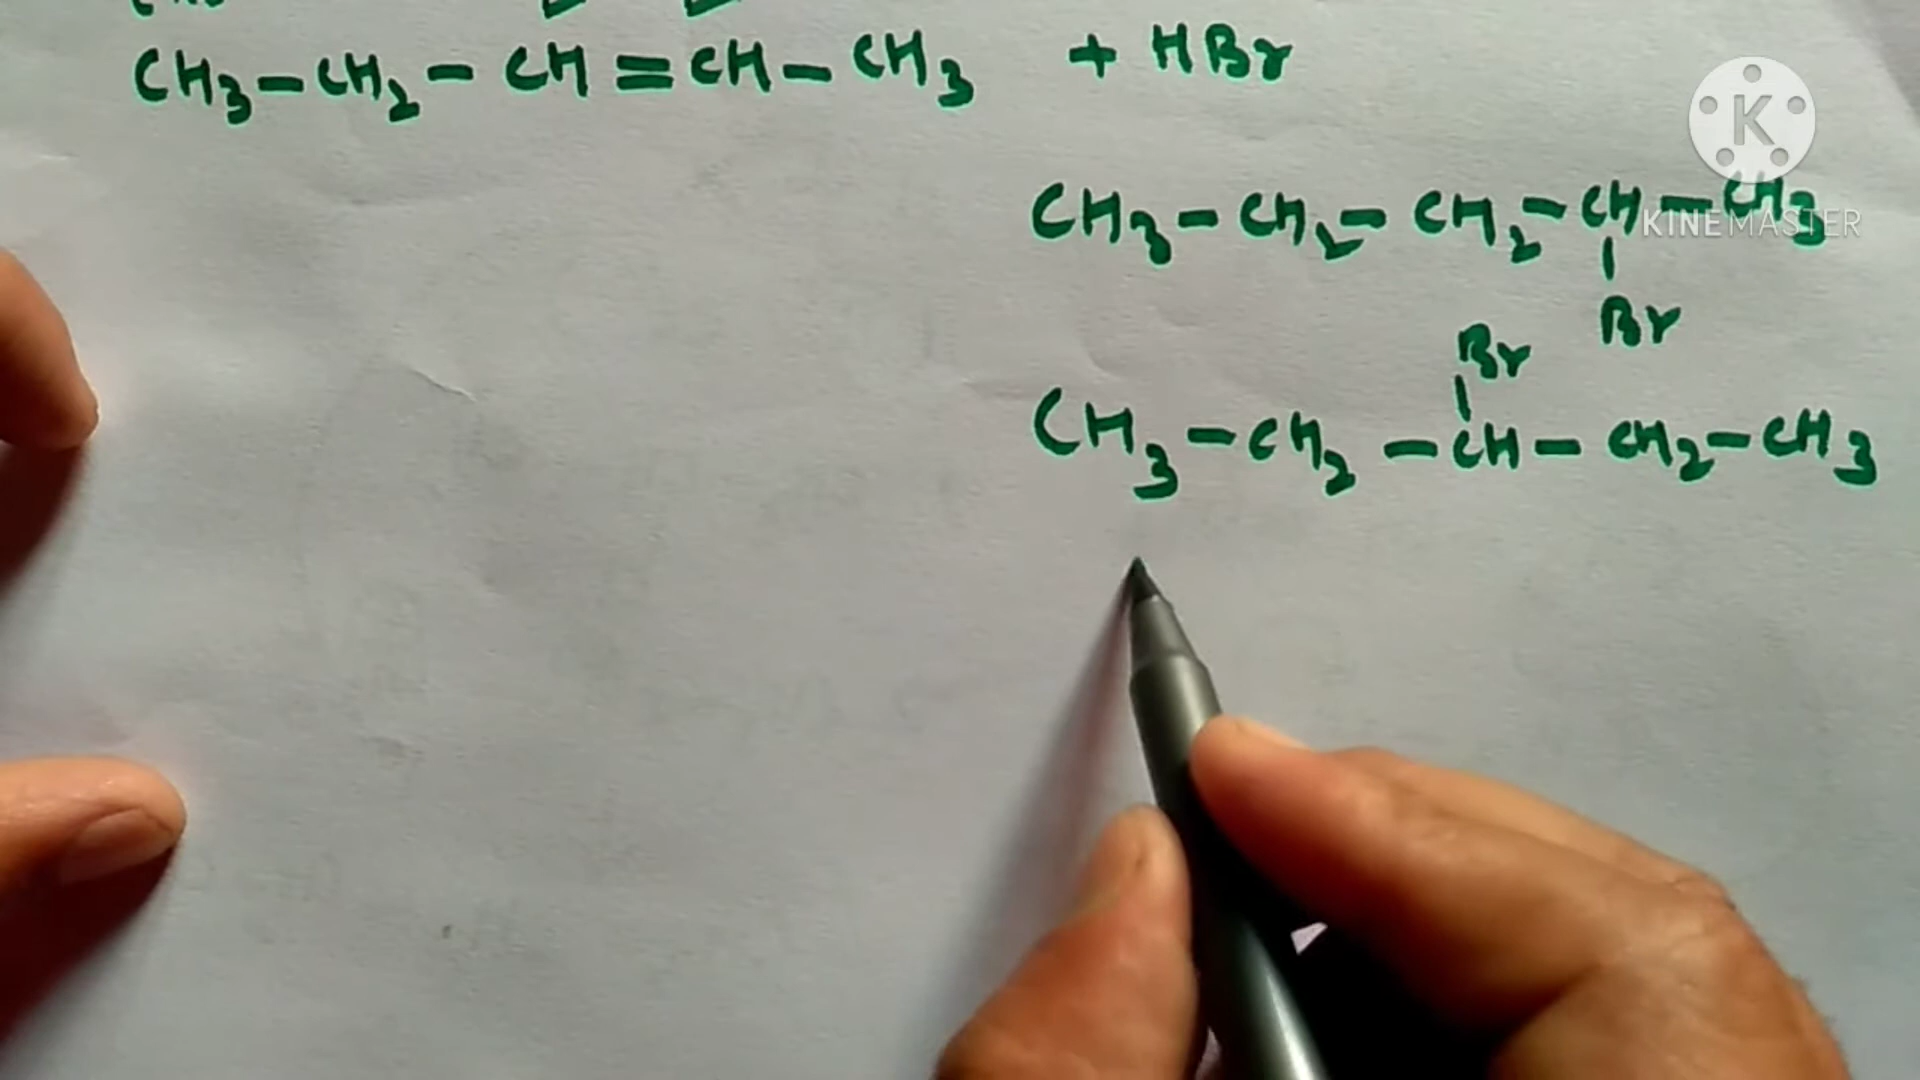 CH₃-CH₂-CH=CH-CH₃ + HBr
K
CH₃-CH₂-CH₂-CH-CH₃
KINEMASTER
Br
Br
CH₃-CH₂-CH-CH₂-CH₃